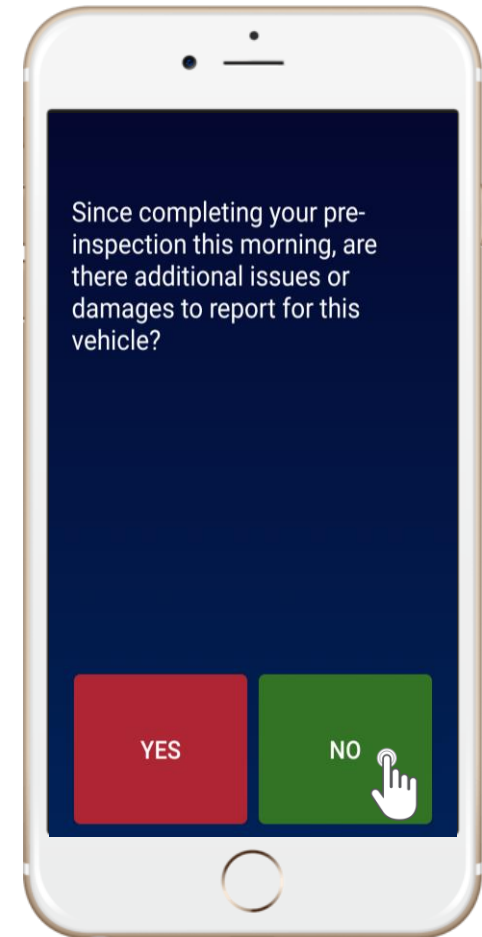 Since completing your pre-
inspection this morning, are
there additional issues or
damages to report for this
vehicle?
YES
NO